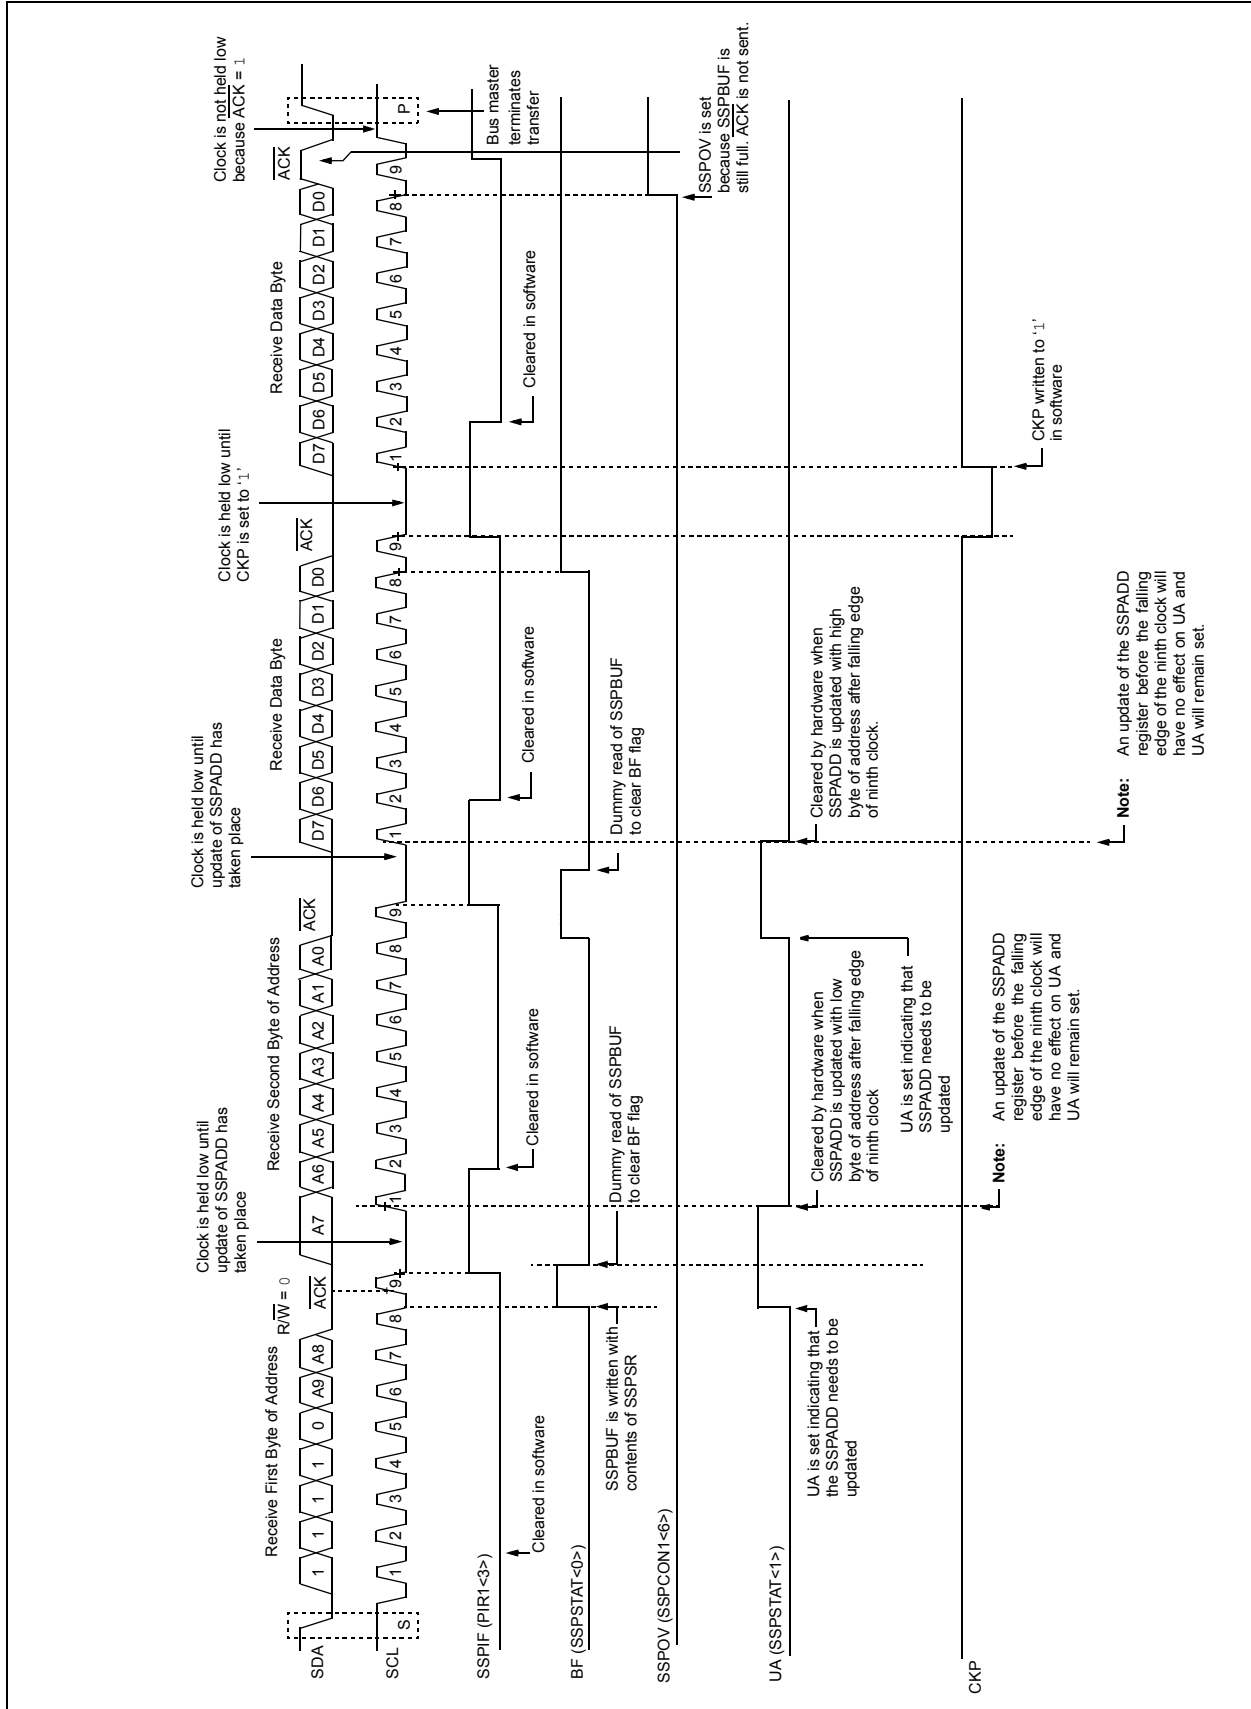 Clock is held low until
update of SSPADD has
taken place
Clock is held low until
update of SSPADD has
taken place
Clock is held low until
CKP is set to ‘1’
Clock is not held low
because ACK = 1
Receive First Byte of Address
R/W = 0
Receive Second Byte of Address
Receive Data Byte
Receive Data Byte
SDA
1 1 1 1 0 A9 A8
ACK
A7 A6 A5 A4 A3 A2 A1 A0
ACK
D7 D6 D5 D4 D3 D2 D1 D0
ACK
D7 D6 D5 D4 D3 D2 D1 D0
ACK
SCL
S
1 2 3 4 5 6 7 8 9
1 2 3 4 5 6 7 8 9
1 2 3 4 5 6 7 8 9
1 2 3 4 5 6 7 8 9
P
Bus master
terminates
transfer
SSPIF (PIR1<3>)
Cleared in software
Cleared in software
Cleared in software
Cleared in software
BF (SSPSTAT<0>)
SSPBUF is written with
contents of SSPSR
Dummy read of SSPBUF
to clear BF flag
Dummy read of SSPBUF
to clear BF flag
SSPOV (SSPCON1<6>)
SSPOV is set
because SSPBUF is
still full. ACK is not sent.
UA (SSPSTAT<1>)
UA is set indicating that
the SSPADD needs to be
updated
Cleared by hardware when
SSPADD is updated with low
byte of address after falling edge
of ninth clock
UA is set indicating that
SSPADD needs to be
updated
Cleared by hardware when
SSPADD is updated with high
byte of address after falling edge
of ninth clock.
CKP
CKP written to ‘1’
in software
Note: An update of the SSPADD
register before the falling
edge of the ninth clock will
have no effect on UA and
UA will remain set.
Note: An update of the SSPADD
register before the falling
edge of the ninth clock will
have no effect on UA and
UA will remain set.